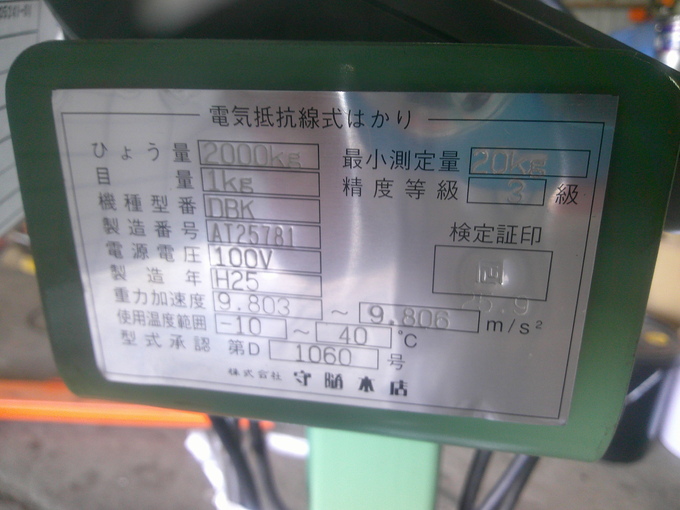 電気抵抗線式はかり
ひょう量 2000kg 最小測定量 20kg
目量 1kg 精度等級 3 級
機種型番 DBK
製造番号 AT25781 検定証印
電源電圧 100V
製造年 H25
25.9
重力加速度 9.803 ～ 9.806 m/s²
使用温度範囲 -10 ～ 40 ℃
型式承認 第D 1060 号
株式会社 守隨本店